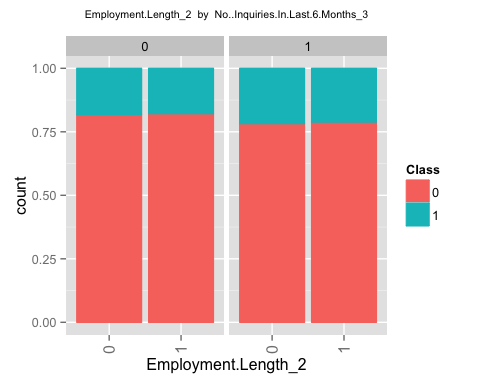 Employment.Length_2 by No..Inquiries.In.Last.6.Months_3
0 1
1.00
0.75
0.50
0.25
0.00
count
0 1 0 1
Employment.Length_2
Class
0
1